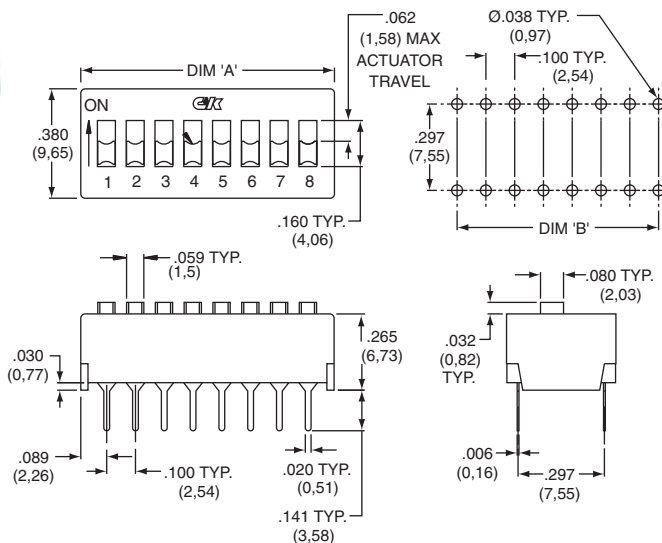 .062
(1,58) MAX
ACTUATOR
TRAVEL
DIM 'A'
ON
C&K
.380
(9,65)
1 2 3 4 5 6 7 8
.160 TYP.
(4,06)
Ø.038 TYP.
(0,97)
.100 TYP.
(2,54)
.297
(7,55)
DIM 'B'
.059 TYP.
(1,5)
.265
(6,73)
.030
(0,77)
.089
(2,26)
.100 TYP.
(2,54)
.020 TYP.
(0,51)
.141 TYP.
(3,58)
.080 TYP.
(2,03)
.032
(0,82)
TYP.
.006
(0,16)
.297
(7,55)